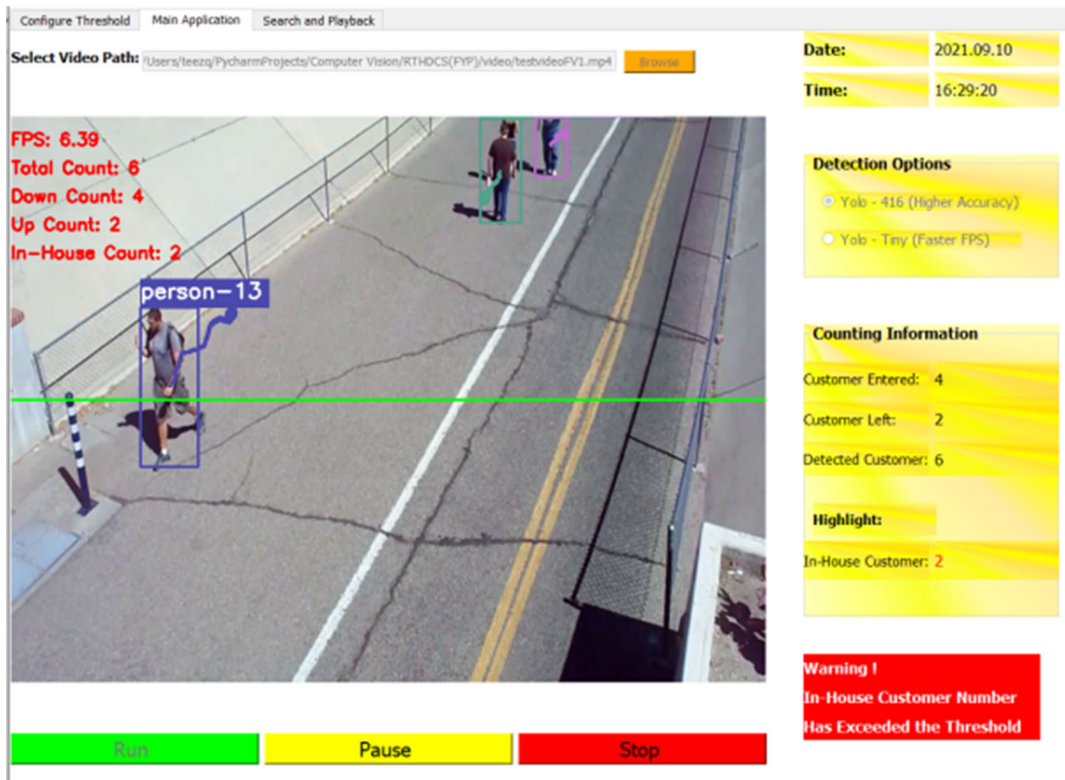 Configure Threshold Main Application Search and Playback
Select Video Path: /Users/teezq/PycharmProjects/Computer Vision/RTHDCS(FYP)/video/testvideoFV1.mp4 Browse
FPS: 6.39
Total Count: 6
Down Count: 4
Up Count: 2
In-House Count: 2
person-13
Run Pause Stop
Date: 2021.09.10
Time: 16:29:20
Detection Options
Yolo - 416 (Higher Accuracy)
Yolo - Tiny (Faster FPS)
Counting Information
Customer Entered: 4
Customer Left: 2
Detected Customer: 6
Highlight:
In-House Customer: 2
Warning !
In-House Customer Number
Has Exceeded the Threshold